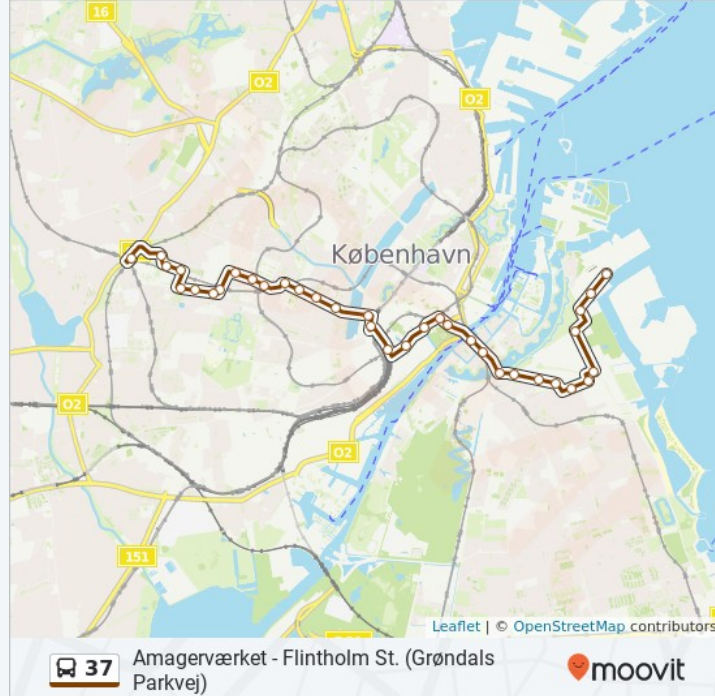 16
O2
O2
København
O2
O2
151
Leaflet | © OpenStreetMap contributors
37
Amagerværket - Flintholm St. (Grøndals
Parkvej)
moovit